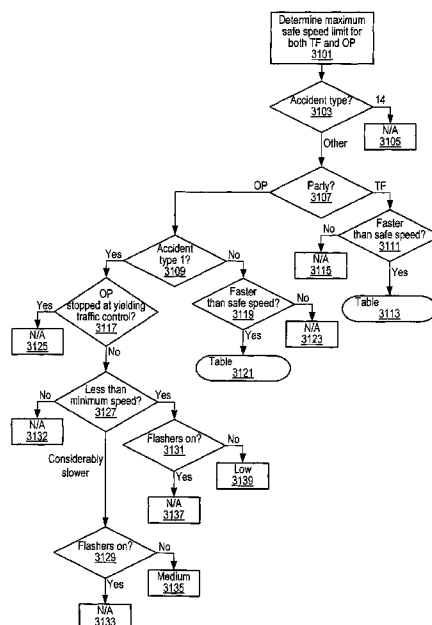 Determine maximum
safe speed limit for
both TF and OP
3101
Accident type?
3103
14
N/A
3105
Other
OP
Party?
3107
TF
Faster
than safe speed?
3111
No
N/A
3115
Yes
Table
3113
Accident
type 1?
3109
Yes
No
OP
stopped at yielding
traffic control?
3117
Yes
N/A
3125
No
Faster
than safe speed?
3119
No
N/A
3123
Yes
Table
3121
Less than
minimum speed?
3127
No
N/A
3132
Yes
Considerably
slower
Flashers on?
3131
No
Low
3139
Yes
N/A
3137
Flashers on?
3129
No
Medium
3135
Yes
N/A
3133